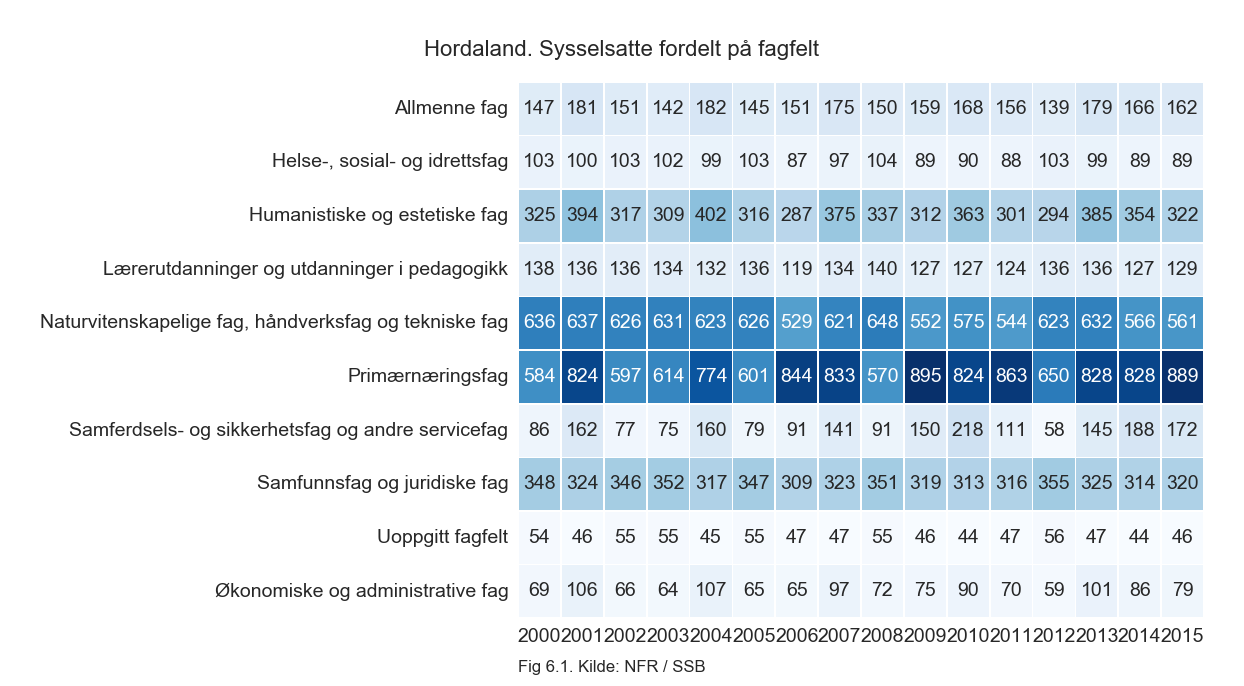 Hordaland. Sysselsatte fordelt på fagfelt
Allmenne fag 147 181 151 142 182 145 151 175 150 159 168 156 139 179 166 162
Helse-, sosial- og idrettsfag 103 100 103 102 99 103 87 97 104 89 90 88 103 99 89 89
Humanistiske og estetiske fag 325 394 317 309 402 316 287 375 337 312 363 301 294 385 354 322
Lærerutdanninger og utdanninger i pedagogikk 138 136 136 134 132 136 119 134 140 127 127 124 136 136 127 129
Naturvitenskapelige fag, håndverksfag og tekniske fag 636 637 626 631 623 626 529 621 648 552 575 544 623 632 566 561
Primærnæringsfag 584 824 597 614 774 601 844 833 570 895 824 863 650 828 828 889
Samferdsels- og sikkerhetsfag og andre servicefag 86 162 77 75 160 79 91 141 91 150 218 111 58 145 188 172
Samfunnsfag og juridiske fag 348 324 346 352 317 347 309 323 351 319 313 316 355 325 314 320
Uoppgitt fagfelt 54 46 55 55 45 55 47 47 55 46 44 47 56 47 44 46
Økonomiske og administrative fag 69 106 66 64 107 65 65 97 72 75 90 70 59 101 86 79
2000 2001 2002 2003 2004 2005 2006 2007 2008 2009 2010 2011 2012 2013 2014 2015
Fig 6.1. Kilde: NFR / SSB